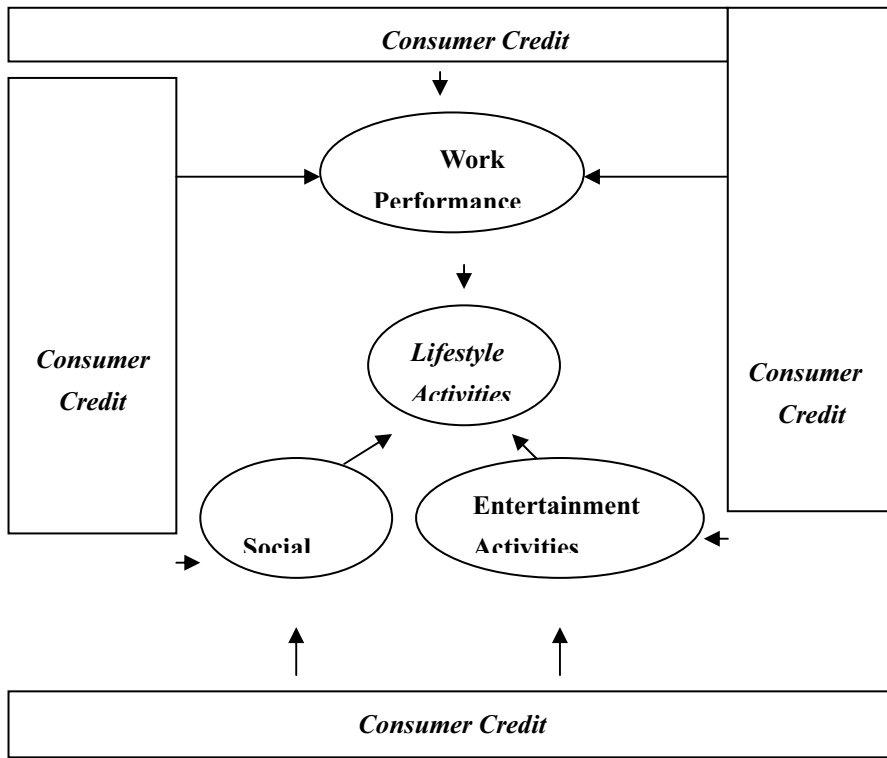 Consumer Credit
Work
Performance
Lifestyle
Activities
Consumer
Credit
Consumer
Credit
Social
Entertainment
Activities
Consumer Credit